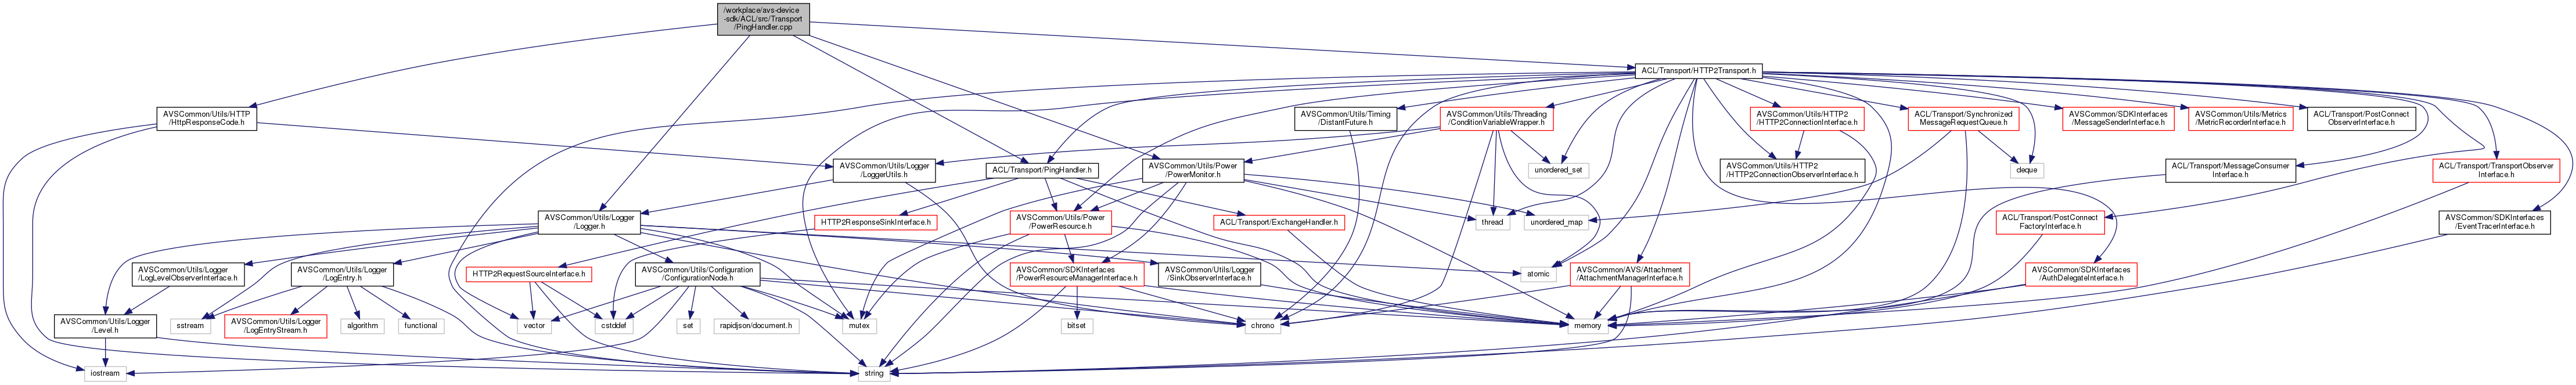 /workplace/avs-device
-sdk/ACL/src/Transport
/PingHandler.cpp
ACL/Transport/HTTP2Transport.h
AVSCommon/Utils/HTTP
/HttpResponseCode.h
AVSCommon/Utils/Timing
/DistantFuture.h
AVSCommon/Utils/Threading
/ConditionVariableWrapper.h
AVSCommon/Utils/HTTP2
/HTTP2ConnectionInterface.h
ACL/Transport/Synchronized
MessageRequestQueue.h
AVSCommon/SDKInterfaces
/MessageSenderInterface.h
AVSCommon/Utils/Metrics
/MetricRecorderInterface.h
ACL/Transport/PostConnect
ObserverInterface.h
AVSCommon/Utils/Logger
/LoggerUtils.h
ACL/Transport/PingHandler.h
AVSCommon/Utils/Power
/PowerMonitor.h
unordered_set
AVSCommon/Utils/HTTP2
/HTTP2ConnectionObserverInterface.h
deque
ACL/Transport/MessageConsumer
Interface.h
ACL/Transport/TransportObserver
Interface.h
AVSCommon/Utils/Logger
/Logger.h
HTTP2ResponseSinkInterface.h
AVSCommon/Utils/Power
/PowerResource.h
ACL/Transport/ExchangeHandler.h
thread
unordered_map
ACL/Transport/PostConnect
FactoryInterface.h
AVSCommon/SDKInterfaces
/EventTracerInterface.h
AVSCommon/Utils/Logger
/LogLevelObserverInterface.h
AVSCommon/Utils/Logger
/LogEntry.h
HTTP2RequestSourceInterface.h
AVSCommon/Utils/Configuration
/ConfigurationNode.h
AVSCommon/SDKInterfaces
/PowerResourceManagerInterface.h
AVSCommon/Utils/Logger
/SinkObserverInterface.h
atomic
AVSCommon/AVS/Attachment
/AttachmentManagerInterface.h
AVSCommon/SDKInterfaces
/AuthDelegateInterface.h
AVSCommon/Utils/Logger
/Level.h
sstream
AVSCommon/Utils/Logger
/LogEntryStream.h
algorithm
functional
vector
cstddef
set
rapidjson/document.h
mutex
bitset
chrono
memory
iostream
string